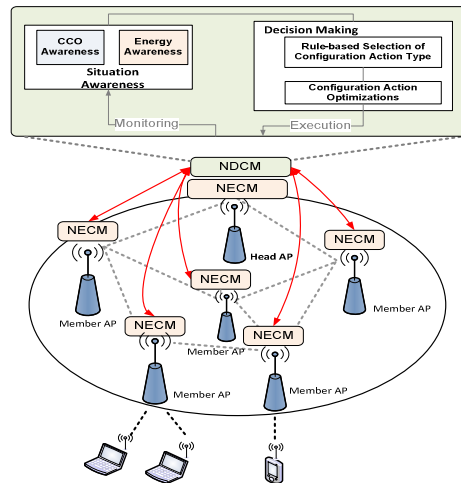 CCO
Awareness
Energy
Awareness
Situation
Awareness
Decision Making
Rule-based Selection of
Configuration Action Type
Configuration Action
Optimizations
Monitoring
Execution
NDCM
NECM
NECM
Head AP
NECM
NECM
Member AP
NECM
Member AP
NECM
Member AP
Member AP
Member AP